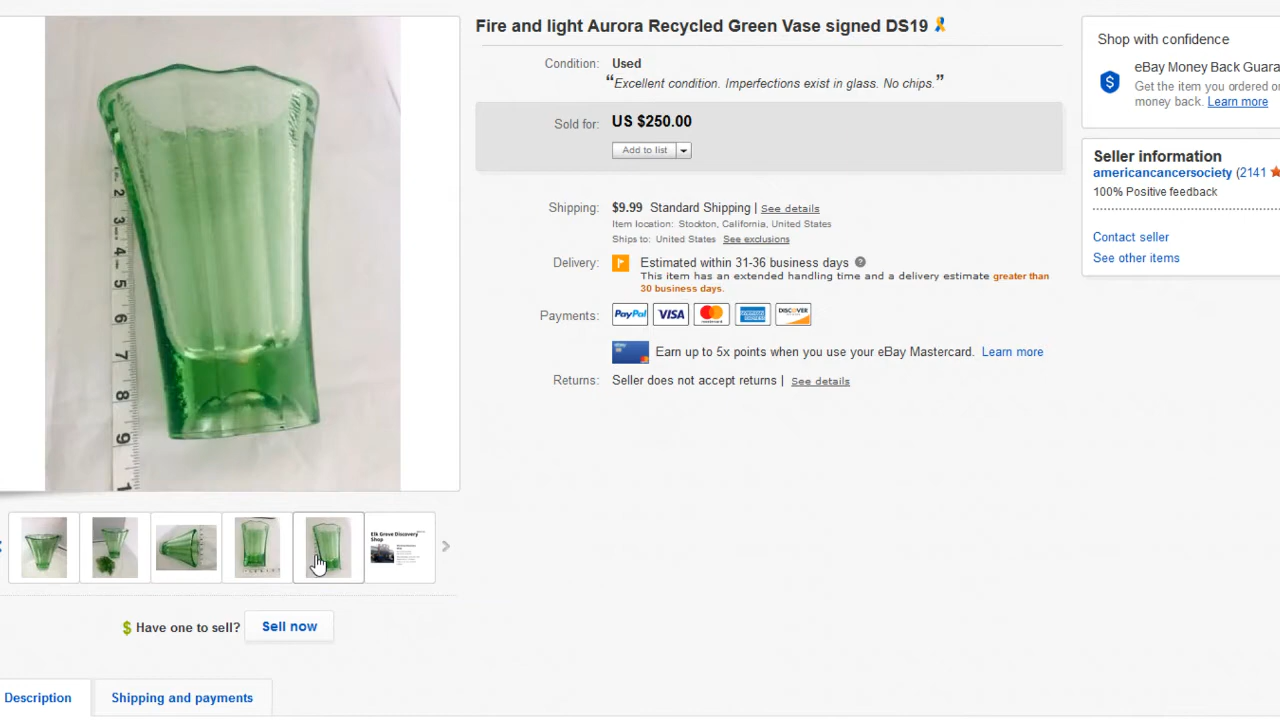 Fire and light Aurora Recycled Green Vase signed DS19
Condition: Used
“Excellent condition. Imperfections exist in glass. No chips.”
Sold for: US $250.00
Add to list
Shipping: $9.99 Standard Shipping | See details
Item location: Stockton, California, United States
Ships to: United States See exclusions
Delivery: Estimated within 31-36 business days
This item has an extended handling time and a delivery estimate greater than
30 business days.
Payments: PayPal VISA DISCOVER
Earn up to 5x points when you use your eBay Mastercard. Learn more
Returns: Seller does not accept returns | See details
Shop with confidence
eBay Money Back Guara
Get the item you ordered or
money back. Learn more
Seller information
americancancersociety (2141
100% Positive feedback
Contact seller
See other items
2
3
4
5
6
7
8
9
1
Elk Grove Discovery
Shop
$ Have one to sell? Sell now
Description
Shipping and payments